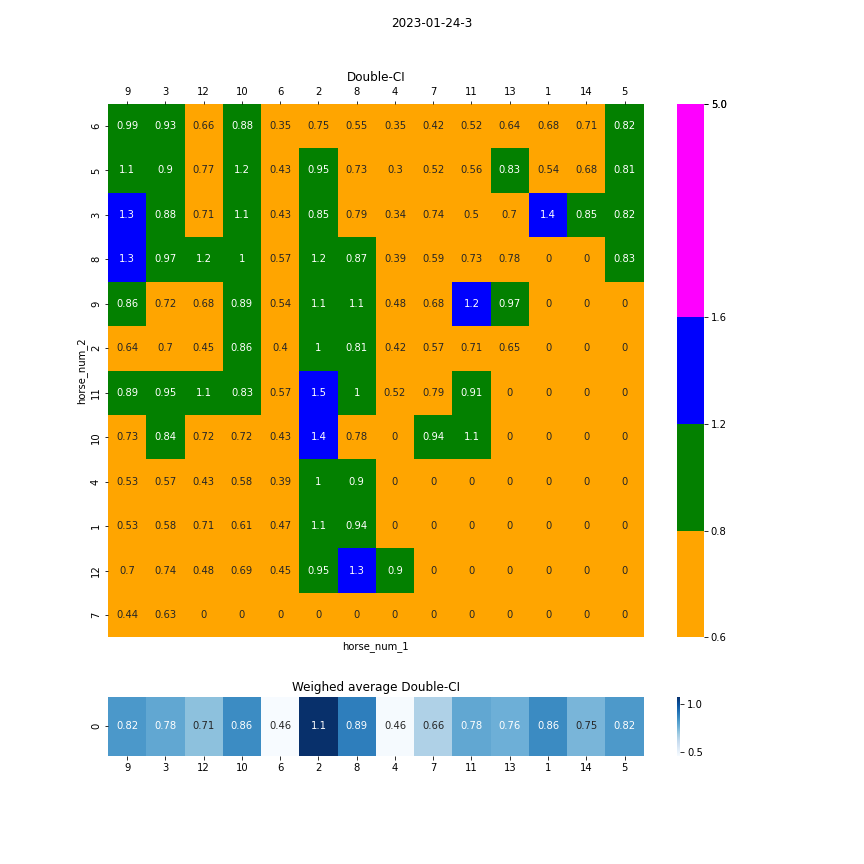 2023-01-24-3
Double-CI
9 3 12 10 6 2 8 4 7 11 13 1 14 5
6 0.99 0.93 0.66 0.88 0.35 0.75 0.55 0.35 0.42 0.52 0.64 0.68 0.71 0.82
5 1.1 0.9 0.77 1.2 0.43 0.95 0.73 0.3 0.52 0.56 0.83 0.54 0.68 0.81
3 1.3 0.88 0.71 1.1 0.43 0.85 0.79 0.34 0.74 0.5 0.7 1.4 0.85 0.82
8 1.3 0.97 1.2 1 0.57 1.2 0.87 0.39 0.59 0.73 0.78 0 0 0.83
9 0.86 0.72 0.68 0.89 0.54 1.1 1.1 0.48 0.68 1.2 0.97 0 0 0
2 0.64 0.7 0.45 0.86 0.4 1 0.81 0.42 0.57 0.71 0.65 0 0 0
11 0.89 0.95 1.1 0.83 0.57 1.5 1 0.52 0.79 0.91 0 0 0 0
10 0.73 0.84 0.72 0.72 0.43 1.4 0.78 0 0.94 1.1 0 0 0 0
4 0.53 0.57 0.43 0.58 0.39 1 0.9 0 0 0 0 0 0 0
1 0.53 0.58 0.71 0.61 0.47 1.1 0.94 0 0 0 0 0 0 0
12 0.7 0.74 0.48 0.69 0.45 0.95 1.3 0.9 0 0 0 0 0 0
7 0.44 0.63 0 0 0 0 0 0 0 0 0 0 0 0
horse_num_2
horse_num_1
5.0
1.6
1.2
0.8
0.6
Weighed average Double-CI
0 0.82 0.78 0.71 0.86 0.46 1.1 0.89 0.46 0.66 0.78 0.76 0.86 0.75 0.82
9 3 12 10 6 2 8 4 7 11 13 1 14 5
1.0
0.5